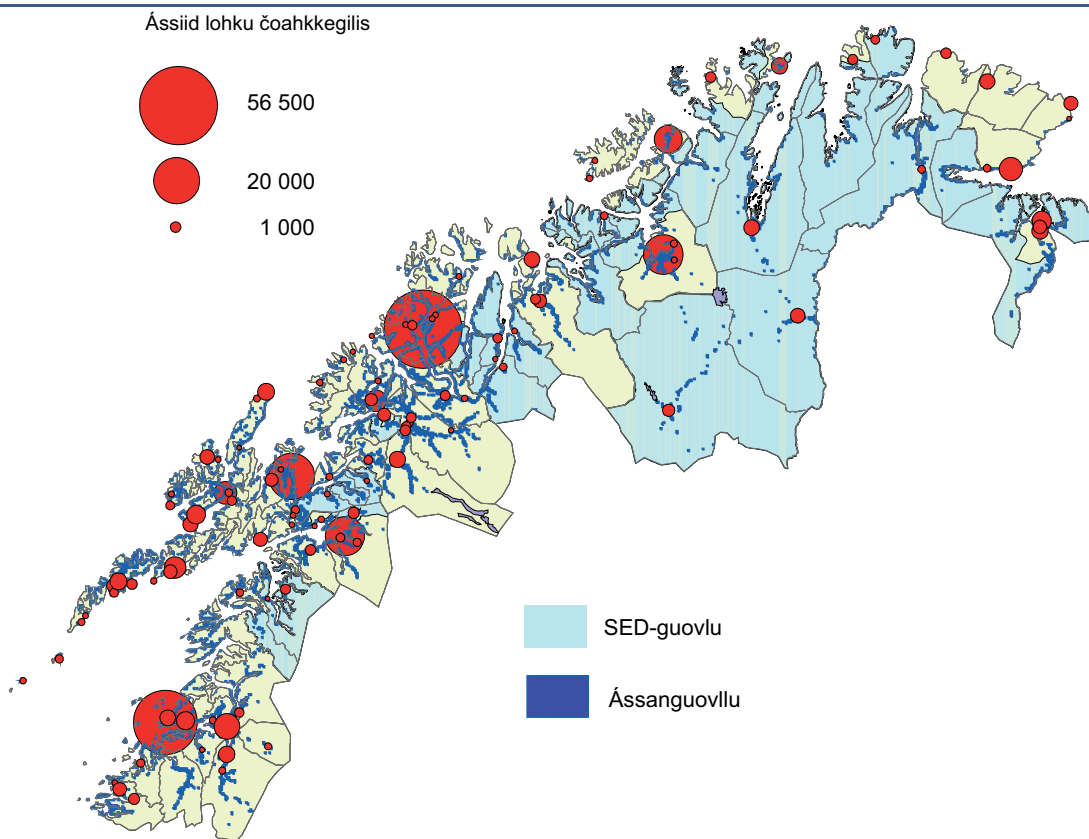 Ássiid lohku čoahkkegilis
56 500
20 000
1 000
SED-guovlu
Ássanguovllu